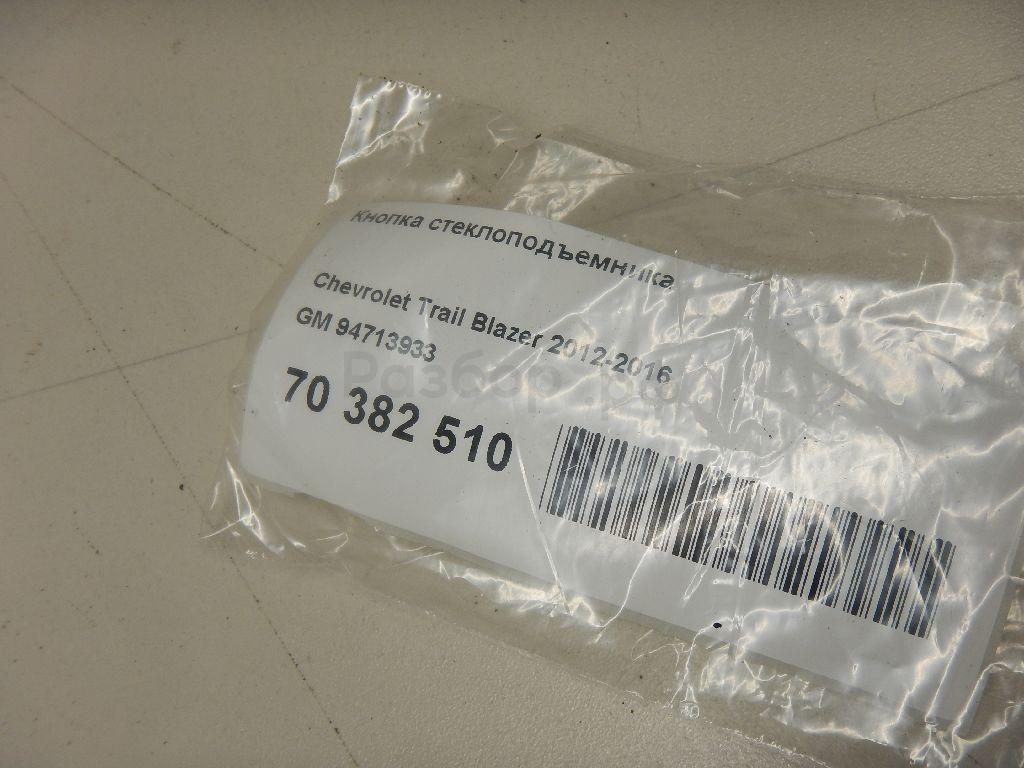 Кнопка стеклоподъемника
Chevrolet Trail Blazer 2012-2016
GM 94713933
70 382 510